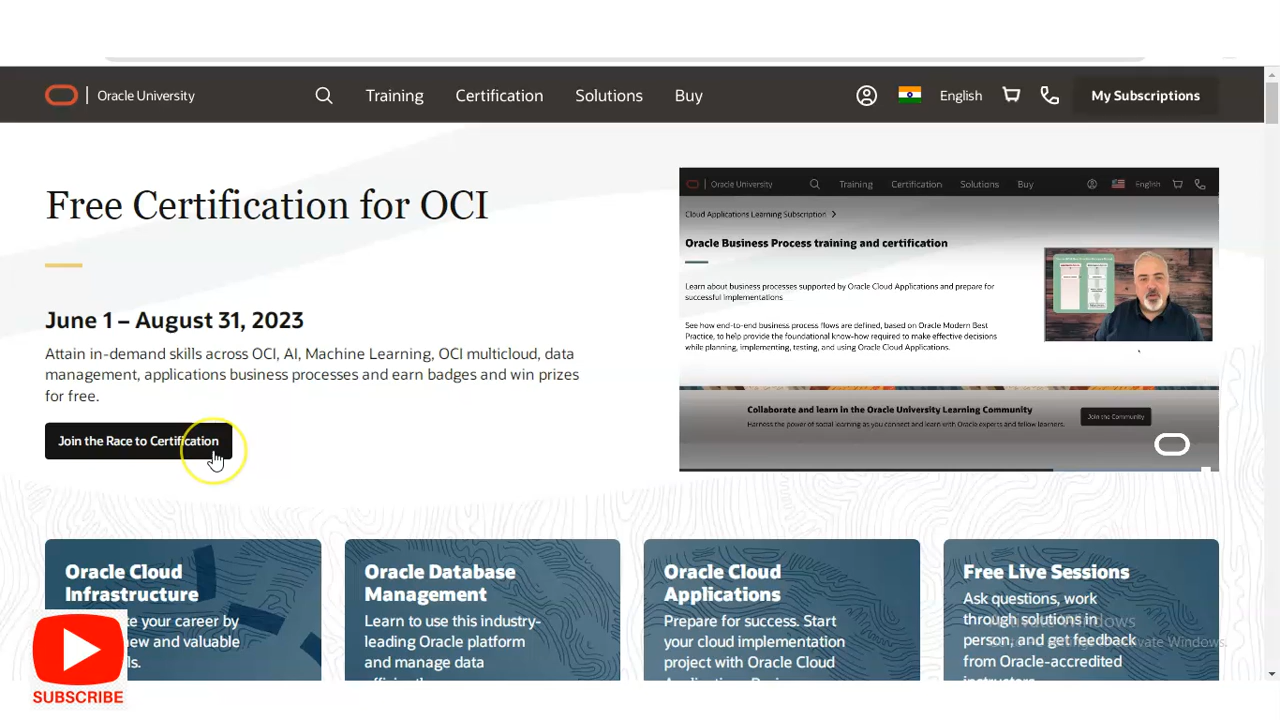 Oracle University
Training
Certification
Solutions
Buy
English
My Subscriptions
Free Certification for OCI
June 1 – August 31, 2023
Attain in-demand skills across OCI, AI, Machine Learning, OCI multicloud, data
management, applications business processes and earn badges and win prizes
for free.
Join the Race to Certification
Oracle University
Training
Certification
Solutions
Buy
English
Cloud Applications Learning Subscription
Oracle Business Process training and certification
Learn about business processes supported by Oracle Cloud Applications and prepare for
successful implementations
See how end-to-end business process flows are defined, based on Oracle Modern Best
Practice, to help provide the foundational know-how required to make effective decisions
while planning, implementing, testing, and using Oracle Cloud Applications.
Collaborate and learn in the Oracle University Learning Community
Harness the power of social learning as you connect and learn with Oracle experts and fellow learners.
Join the Community
Oracle Cloud
Infrastructure
te your career by
new and valuable
ls.
Oracle Database
Management
Learn to use this industry-
leading Oracle platform
and manage data
Oracle Cloud
Applications
Prepare for success. Start
your cloud implementation
project with Oracle Cloud
Free Live Sessions
Ask questions, work
through solutions in
person, and get feedback
from Oracle-accredited
SUBSCRIBE